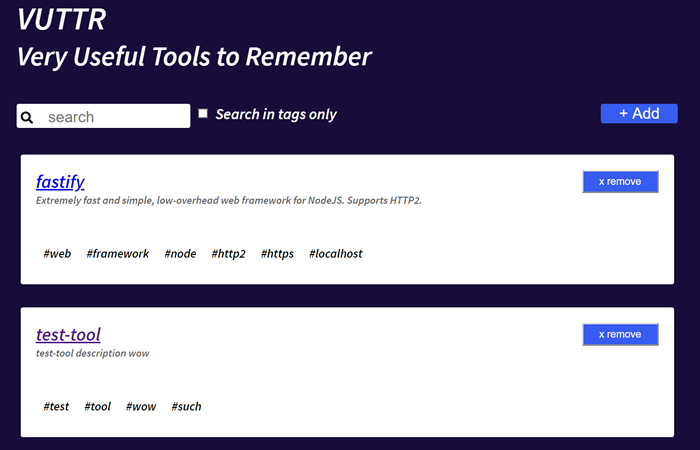 VUTTR
Very Useful Tools to Remember
search Search in tags only + Add
fastify x remove
Extremely fast and simple, low-overhead web framework for NodeJS. Supports HTTP2.
#web #framework #node #http2 #https #localhost
test-tool x remove
test-tool description wow
#test #tool #wow #such